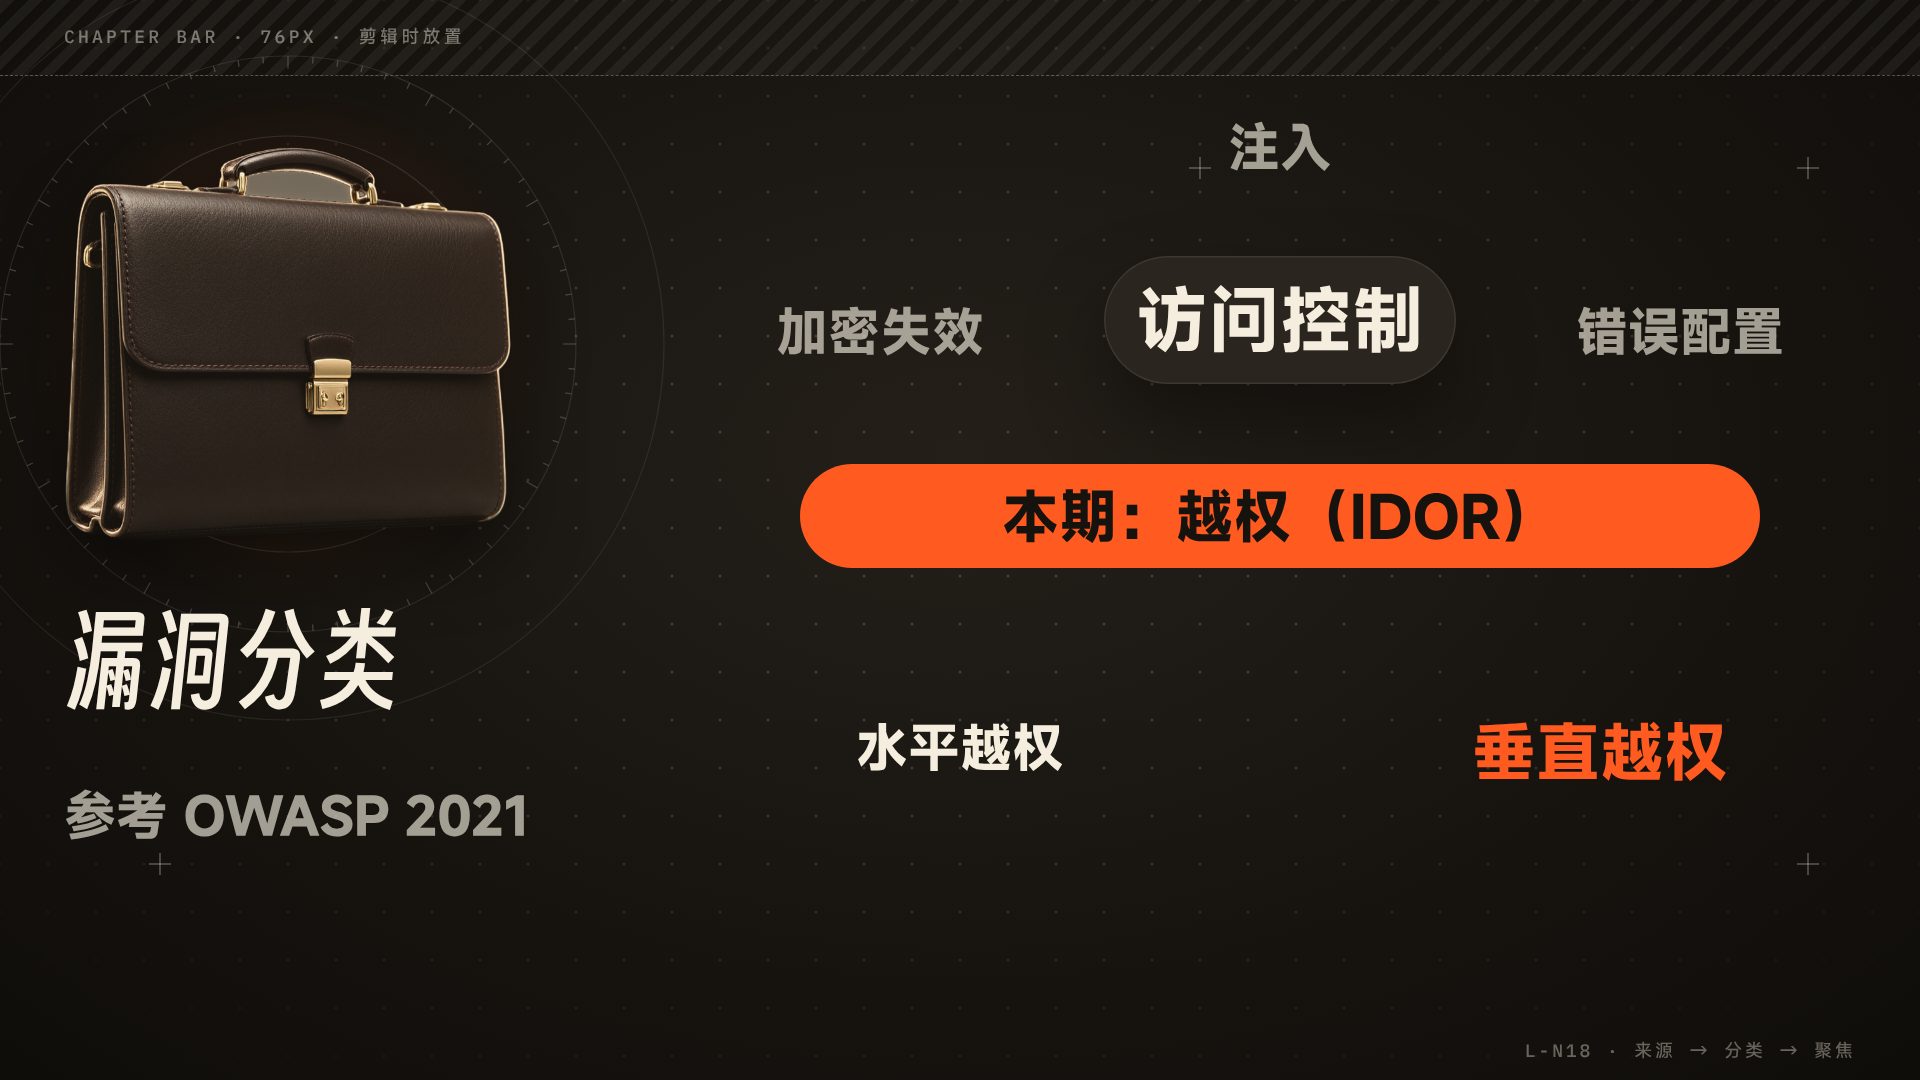 CHAPTER BAR · 76PX · 剪辑时放置
注入
加密失效
访问控制
错误配置
本期：越权（IDOR）
漏洞分类
水平越权
垂直越权
参考 OWASP 2021
L-N18 · 来源 → 分类 → 聚焦